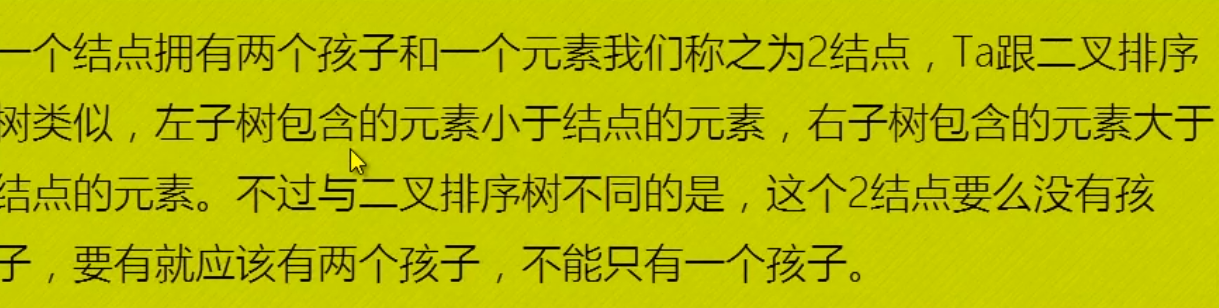 一个结点拥有两个孩子和一个元素我们称之为2结点，Ta跟二叉排序
树类似，左子树包含的元素小于结点的元素，右子树包含的元素大于
结点的元素。不过与二叉排序树不同的是，这个2结点要么没有孩
子，要有就应该有两个孩子，不能只有一个孩子。